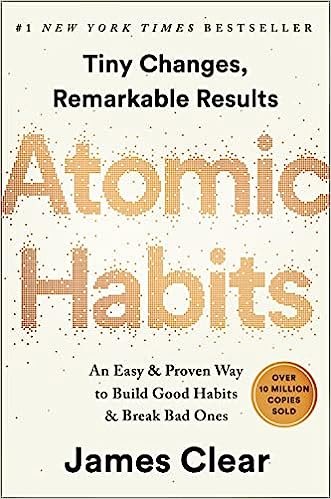 #1 NEW YORK TIMES BESTSELLER
Tiny Changes,
Remarkable Results
Atomic
Habits
An Easy & Proven Way
to Build Good Habits
& Break Bad Ones
OVER
10 MILLION
COPIES
SOLD
James Clear